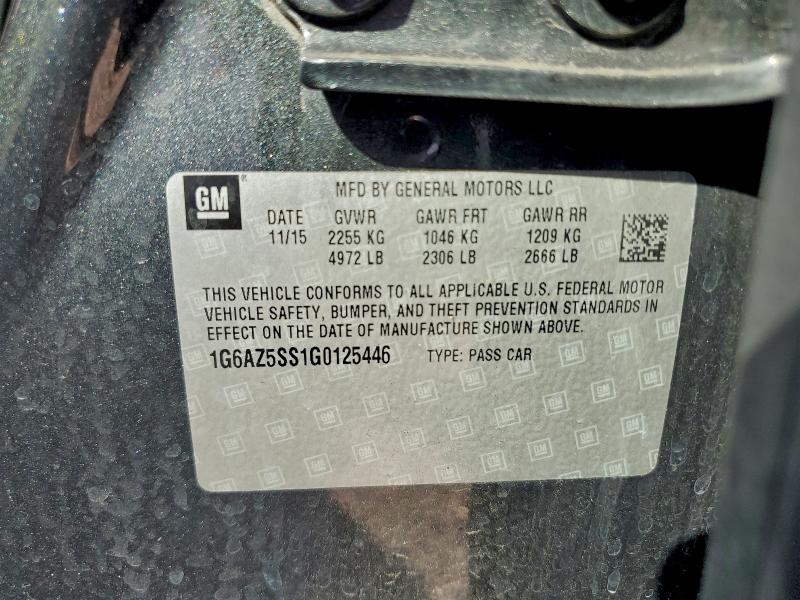 GM
MFD BY GENERAL MOTORS LLC
DATE GVWR GAWR FRT GAWR RR
11/15 2255 KG 1046 KG 1209 KG
4972 LB 2306 LB 2666 LB
THIS VEHICLE CONFORMS TO ALL APPLICABLE U.S. FEDERAL MOTOR
VEHICLE SAFETY, BUMPER, AND THEFT PREVENTION STANDARDS IN
EFFECT ON THE DATE OF MANUFACTURE SHOWN ABOVE.
1G6AZ5SS1G0125446 TYPE: PASS CAR